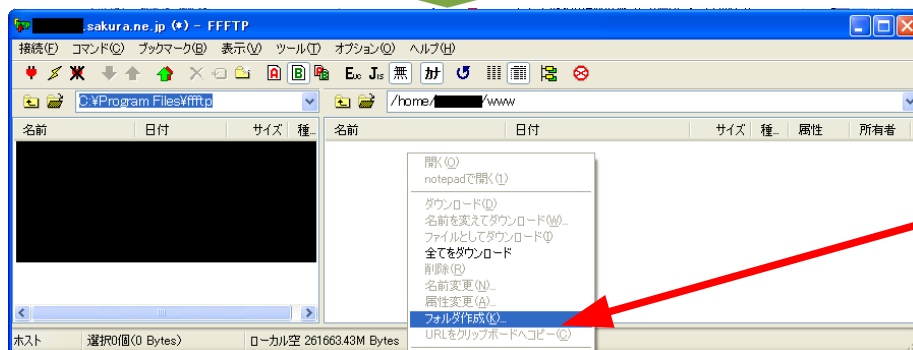 .sakura.ne.jp (*) - FFFTP
接続(F) コマンド(C) ブックマーク(B) 表示(V) ツール(T) オプション(O) ヘルプ(H)
A B Euc JIS 無 カナ
C:¥Program Files¥ffftp /home/ /www
名前 日付 サイズ 種... 名前 日付 サイズ 種... 属性 所有者
開く(O)
notepadで開く(1)
ダウンロード(D)
名前を変えてダウンロード(W)...
ファイルとしてダウンロード(I)
全てをダウンロード
削除(R)
名前変更(N)...
属性変更(A)...
フォルダ作成(K)...
URLをクリップボードへコピー(C)
ホスト 選択0個(0 Bytes) ローカル空 261663.43M Bytes